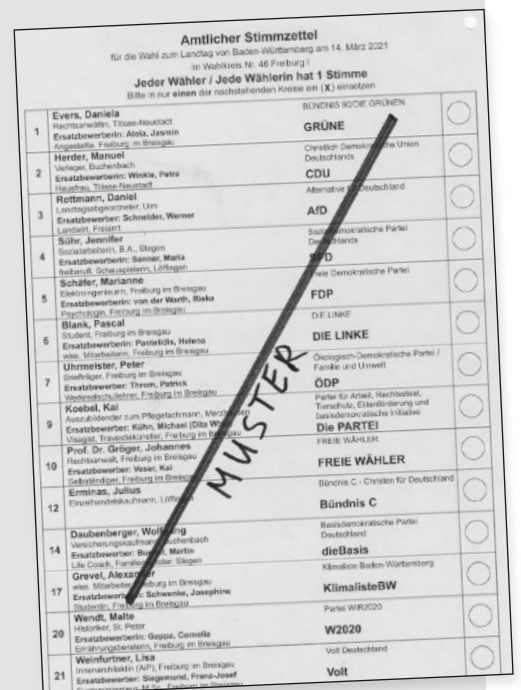 Amtlicher Stimmzettel
für die Wahl zum Landtag von Baden-Württemberg am 14. März 2021
im Wahlkreis Nr. 46 Freiburg I
Jeder Wähler / Jede Wählerin hat 1 Stimme
Bitte in nur einen der nachstehenden Kreise ein (X) einsetzen
1 Evers, Daniela BÜNDNIS 90/DIE GRÜNEN
Rechtsanwältin, Titisee-Neustadt
Ersatzbewerberin: Atela, Jasmin GRÜNE
Angestellte, Freiburg im Breisgau
2 Herder, Manuel Christlich Demokratische Union Deutschlands
Verleger, Buchenbach
Ersatzbewerberin: Winkle, Petra CDU
Hausfrau, Titisee-Neustadt
3 Rottmann, Daniel Alternative für Deutschland
Landtagsabgeordneter, Ulm
Ersatzbewerber: Schneider, Werner AfD
Landwirt, Freiamt
4 Sühr, Jennifer Sozialdemokratische Partei Deutschlands
Sozialarbeiterin, B.A., Stegen
Ersatzbewerberin: Sanner, Maria SPD
freiberufl. Schauspielerin, Löffingen
5 Schäfer, Marianne Freie Demokratische Partei
Elektroingenieurin, Freiburg im Breisgau
Ersatzbewerberin: von der Warth, Riska FDP
Psychologin, Freiburg im Breisgau
6 Blank, Pascal DIE LINKE
Student, Freiburg im Breisgau
Ersatzbewerberin: Pantelidis, Helena DIE LINKE
wiss. Mitarbeiterin, Freiburg im Breisgau
7 Uhrmeister, Peter Ökologisch-Demokratische Partei / Familie und Umwelt
Briefträger, Freiburg im Breisgau
Ersatzbewerber: Throm, Patrick ÖDP
Werkrealschullehrer, Freiburg im Breisgau
9 Koebel, Kai Partei für Arbeit, Rechtsstaat, Tierschutz, Elitenförderung und basisdemokratische Initiative
Auszubildender zum Pflegefachmann, Merzhausen
Ersatzbewerber: Kühn, Michael (Dita Die PARTEI
Visagist, Travestiekünstler, Freiburg im Breisgau
10 Prof. Dr. Gröger, Johannes FREIE WÄHLER
Rechtsanwalt, Freiburg im Breisgau
Ersatzbewerber: Veser, Kai FREIE WÄHLER
Selbständiger, Freiburg im Breisgau
12 Erminas, Julius Bündnis C - Christen für Deutschland
Einzelhandelskaufmann, Löffingen
Bündnis C
14 Daubenberger, Wolfgang Basisdemokratische Partei Deutschland
Versicherungskaufmann, Buchenbach
Ersatzbewerber: Martin dieBasis
Life Coach, Stegen
17 Grevel, Alexander Klimaliste Baden-Württemberg
wiss. Mitarbeiter, Freiburg im Breisgau
Ersatzbewerberin: Schwenke, Josephine KlimalisteBW
Studentin, Freiburg im Breisgau
20 Wendt, Malte Partei WIR2020
Historiker, St. Peter
Ersatzbewerberin: Gappa, Cornelia W2020
Ernährungsberaterin, Freiburg im Breisgau
21 Weinfurtner, Lisa Volt Deutschland
Innenarchitektin (AiP), Freiburg im Breisgau
Ersatzbewerber: Siegemund, Franz-Josef Volt
MUSTER